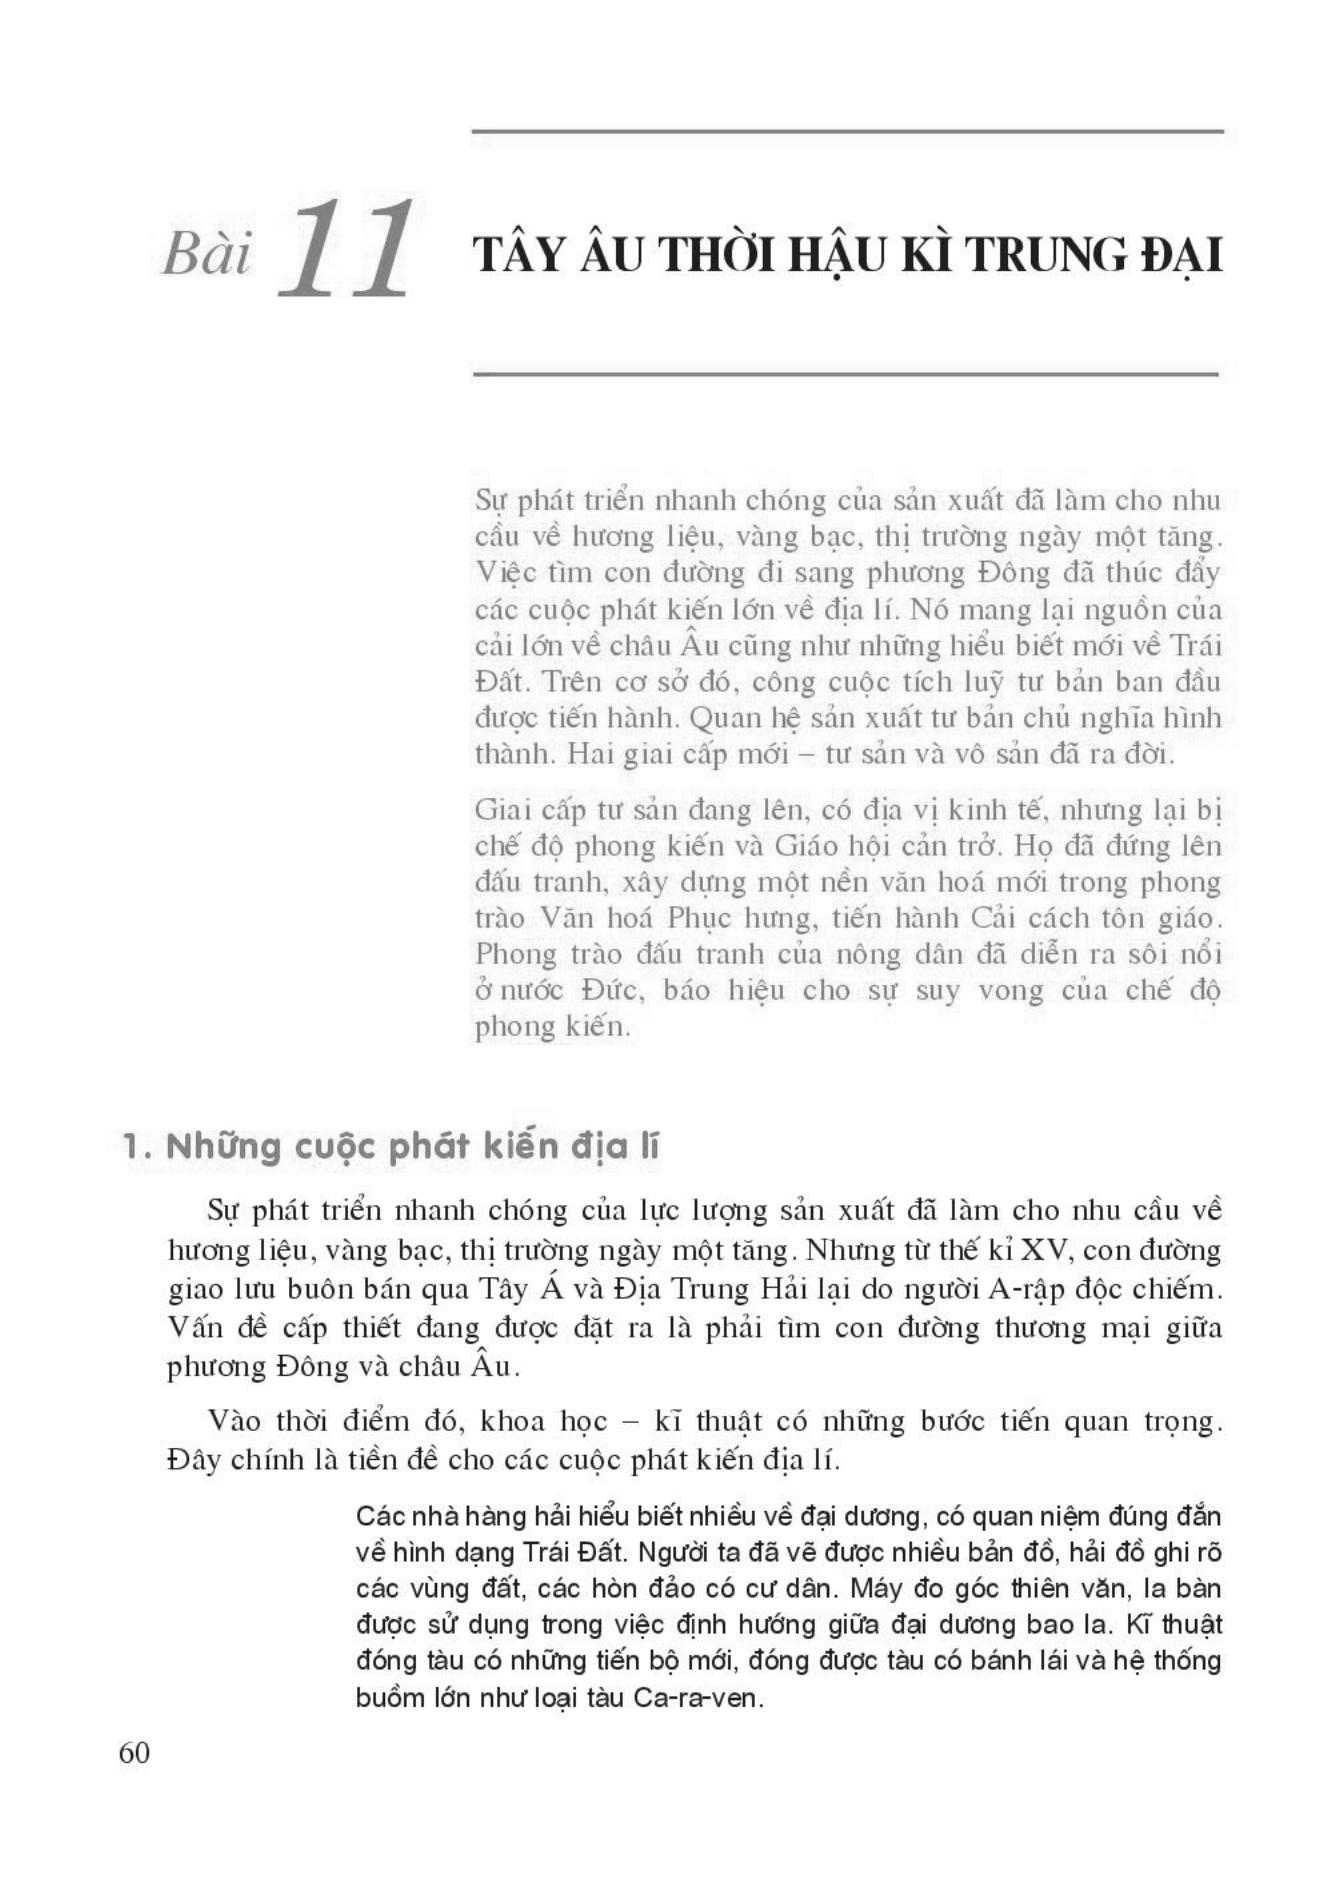 Bài 11
TÂY ÂU THỜI HẬU KÌ TRUNG ĐẠI
Sự phát triển nhanh chóng của sản xuất đã làm cho nhu
cầu về hương liệu, vàng bạc, thị trường ngày một tăng.
Việc tìm con đường đi sang phương Đông đã thúc đẩy
các cuộc phát kiến lớn về địa lí. Nó mang lại nguồn của
cải lớn về châu Âu cũng như những hiểu biết mới về Trái
Đất. Trên cơ sở đó, công cuộc tích luỹ tư bản ban đầu
được tiến hành. Quan hệ sản xuất tư bản chủ nghĩa hình
thành. Hai giai cấp mới – tư sản và vô sản đã ra đời.
Giai cấp tư sản đang lên, có địa vị kinh tế, nhưng lại bị
chế độ phong kiến và Giáo hội cản trở. Họ đã đứng lên
đấu tranh, xây dựng một nền văn hoá mới trong phong
trào Văn hoá Phục hưng, tiến hành Cải cách tôn giáo.
Phong trào đấu tranh của nông dân đã diễn ra sôi nổi
ở nước Đức, báo hiệu cho sự suy vong của chế độ
phong kiến.
1. Những cuộc phát kiến địa lí
Sự phát triển nhanh chóng của lực lượng sản xuất đã làm cho nhu cầu về
hương liệu, vàng bạc, thị trường ngày một tăng. Nhưng từ thế kỉ XV, con đường
giao lưu buôn bán qua Tây Á và Địa Trung Hải lại do người A-rập độc chiếm.
Vấn đề cấp thiết đang được đặt ra là phải tìm con đường thương mại giữa
phương Đông và châu Âu.
Vào thời điểm đó, khoa học – kĩ thuật có những bước tiến quan trọng.
Đây chính là tiền đề cho các cuộc phát kiến địa lí.
Các nhà hàng hải hiểu biết nhiều về đại dương, có quan niệm đúng đắn
về hình dạng Trái Đất. Người ta đã vẽ được nhiều bản đồ, hải đồ ghi rõ
các vùng đất, các hòn đảo có cư dân. Máy đo góc thiên văn, la bàn
được sử dụng trong việc định hướng giữa đại dương bao la. Kĩ thuật
đóng tàu có những tiến bộ mới, đóng được tàu có bánh lái và hệ thống
buồm lớn như loại tàu Ca-ra-ven.
60